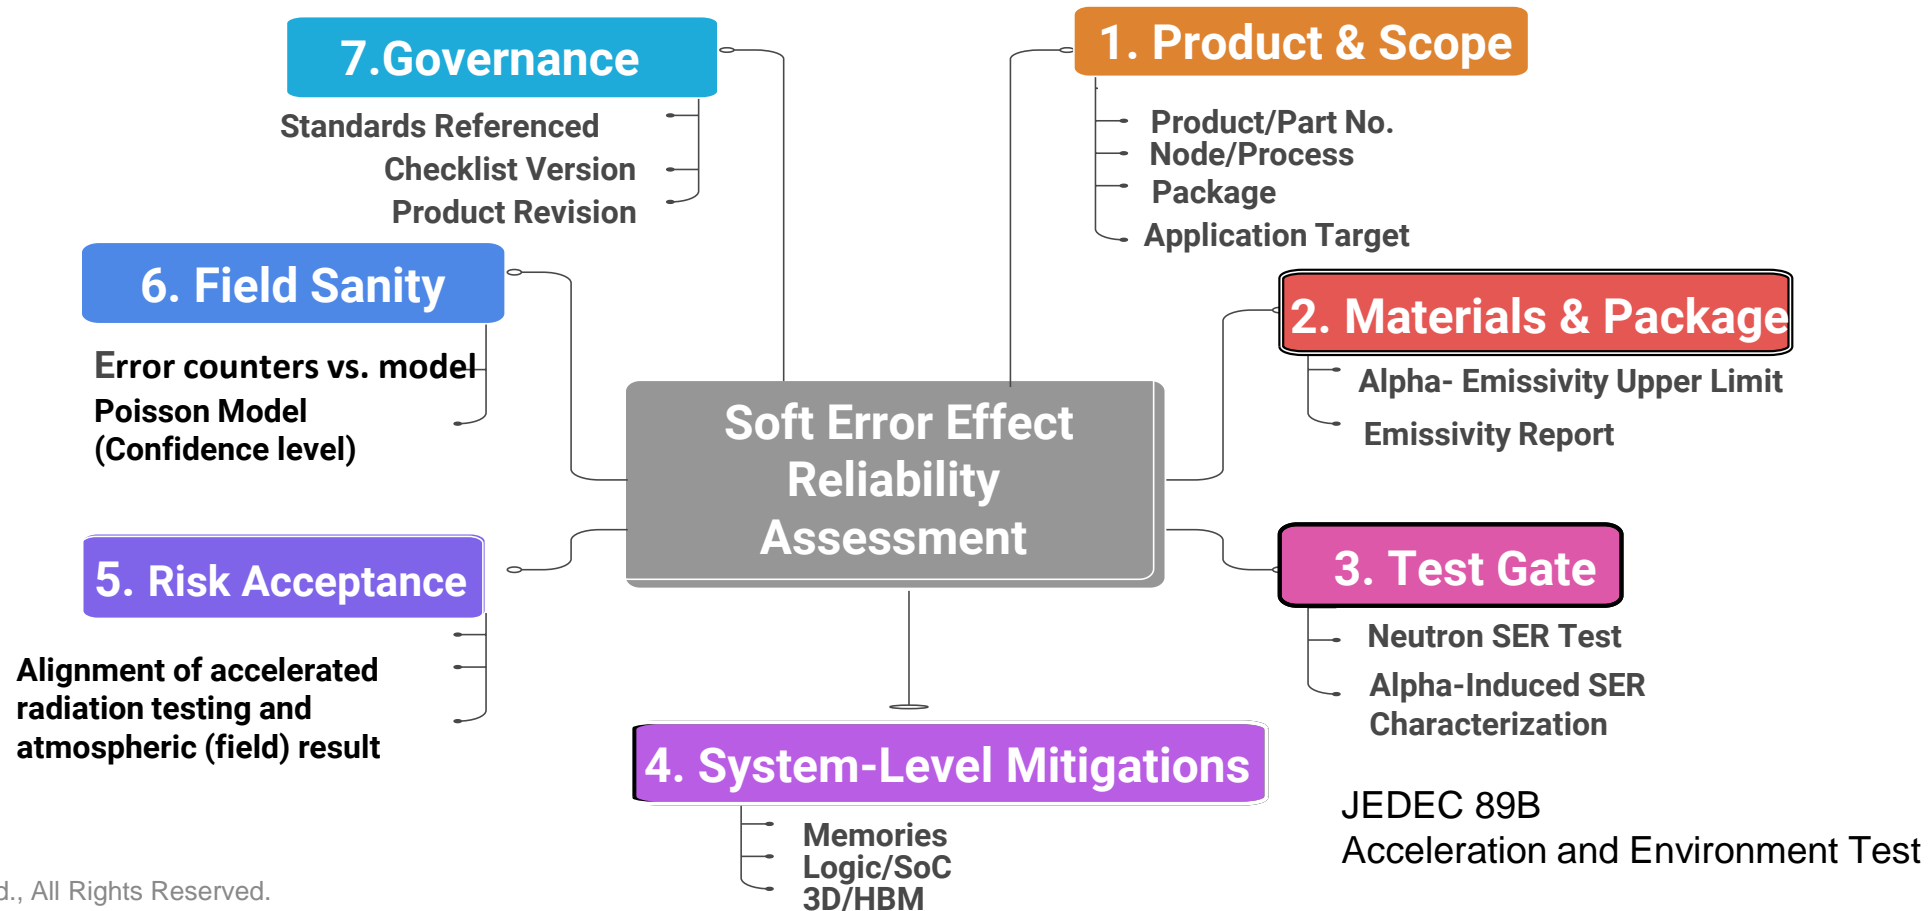 7.Governance
Standards Referenced
Checklist Version
Product Revision
1. Product & Scope
Product/Part No.
Node/Process
Package
Application Target
6. Field Sanity
Error counters vs. model
Poisson Model
(Confidence level)
2. Materials & Package
Alpha- Emissivity Upper Limit
Emissivity Report
Soft Error Effect
Reliability
Assessment
5. Risk Acceptance
Alignment of accelerated
radiation testing and
atmospheric (field) result
3. Test Gate
Neutron SER Test
Alpha-Induced SER
Characterization
4. System-Level Mitigations
Memories
Logic/SoC
3D/HBM
JEDEC 89B
Acceleration and Environment Test
d., All Rights Reserved.